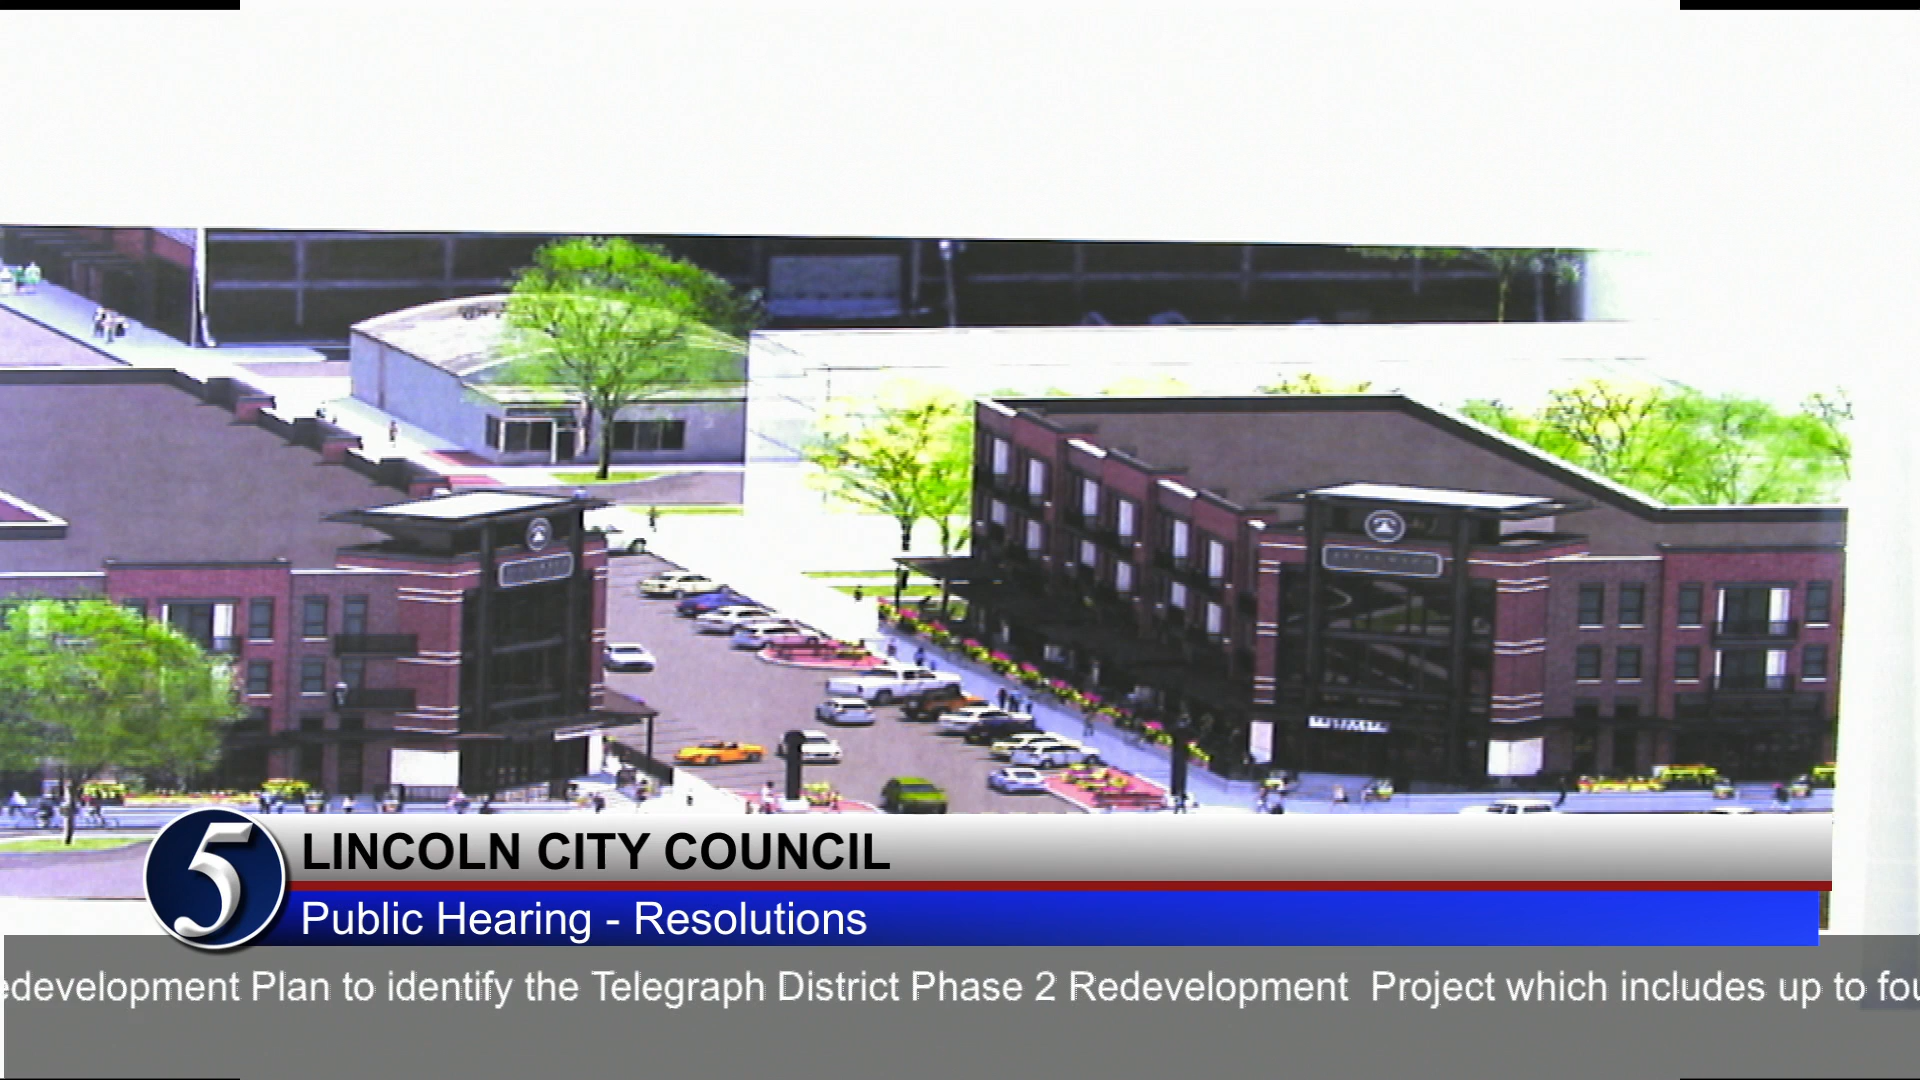 5
LINCOLN CITY COUNCIL
Public Hearing - Resolutions
edevelopment Plan to identify the Telegraph District Phase 2 Redevelopment Project which includes up to fou